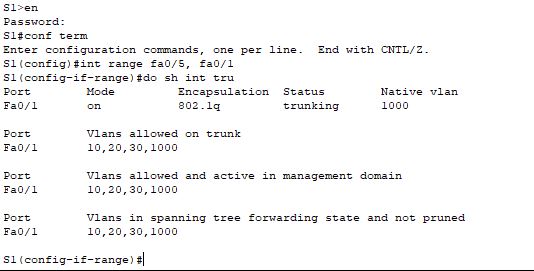 S1>en
Password:
S1#conf term
Enter configuration commands, one per line.  End with CNTL/Z.
S1(config)#int range fa0/5, fa0/1
S1(config-if-range)#do sh int tru
Port        Mode         Encapsulation  Status        Native vlan
Fa0/1       on           802.1q         trunking      1000
Port        Vlans allowed on trunk
Fa0/1       10,20,30,1000
Port        Vlans allowed and active in management domain
Fa0/1       10,20,30,1000
Port        Vlans in spanning tree forwarding state and not pruned
Fa0/1       10,20,30,1000
S1(config-if-range)#